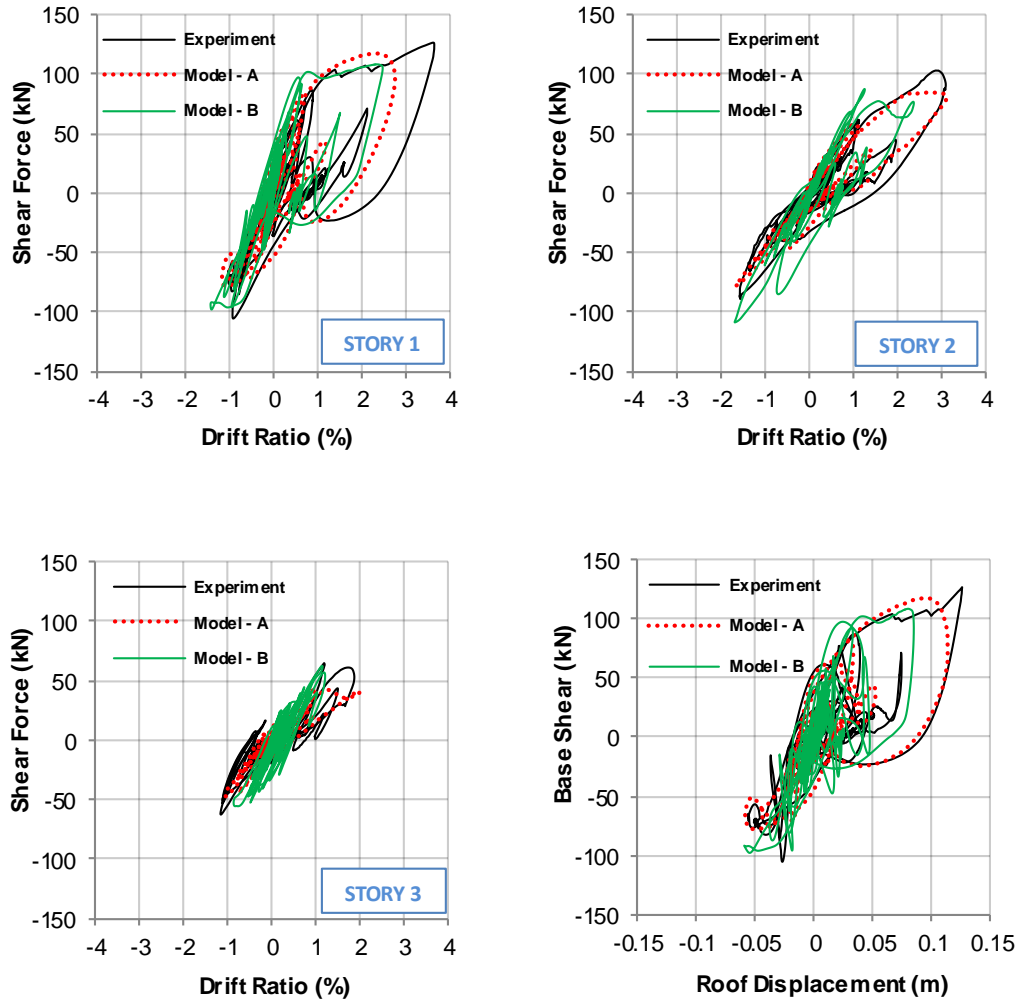 150
100
50
0
-50
-100
-150
Shear Force (kN)
Experiment
Model - A
Model - B
STORY 1
-4 -3 -2 -1 0 1 2 3 4
Drift Ratio (%)
150
100
50
0
-50
-100
-150
Shear Force (kN)
Experiment
Model - A
Model - B
STORY 2
-4 -3 -2 -1 0 1 2 3 4
Drift Ratio (%)
150
100
50
0
-50
-100
-150
Shear Force (kN)
Experiment
Model - A
Model - B
STORY 3
-4 -3 -2 -1 0 1 2 3 4
Drift Ratio (%)
150
100
50
0
-50
-100
-150
Base Shear (kN)
Experiment
Model - A
Model - B
-0.15 -0.1 -0.05 0 0.05 0.1 0.15
Roof Displacement (m)